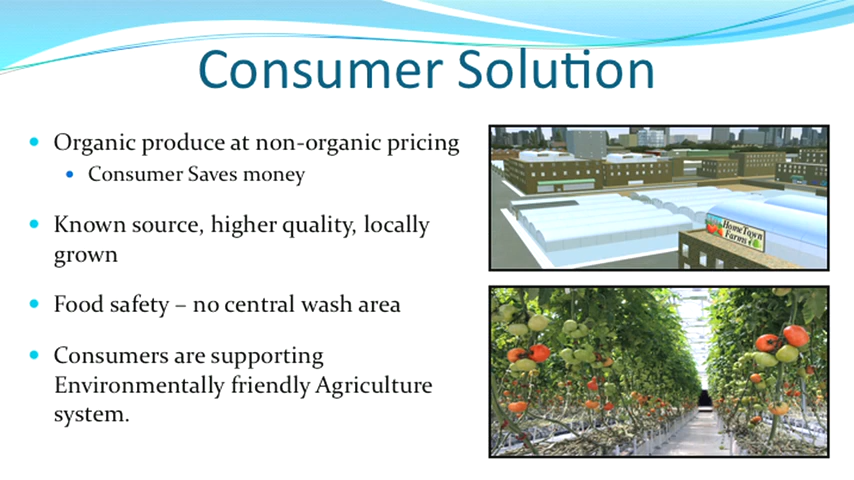 Consumer Solution
Organic produce at non-organic pricing
Consumer Saves money
Known source, higher quality, locally
grown
Food safety – no central wash area
Consumers are supporting
Environmentally friendly Agriculture
system.
HomeTown
Farms